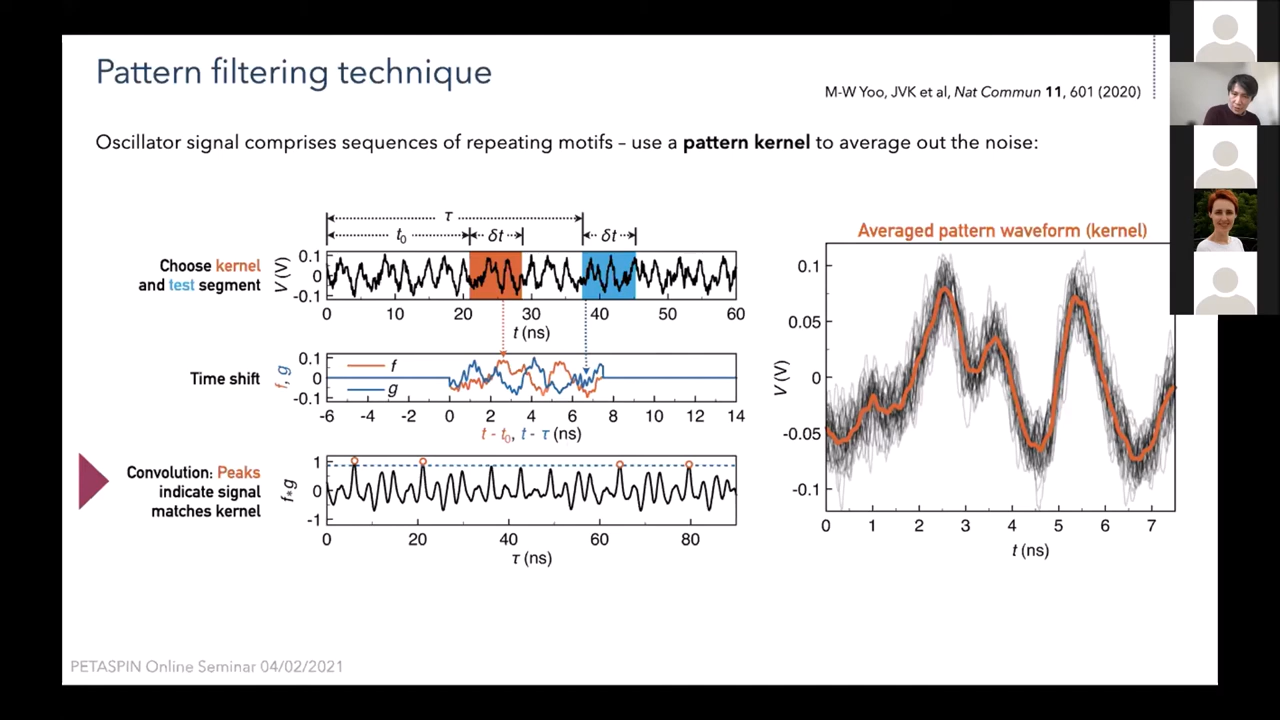 Pattern filtering technique
M-W Yoo, JVK et al, Nat Commun 11, 601 (2020)
Oscillator signal comprises sequences of repeating motifs – use a pattern kernel to average out the noise:
τ
t₀ δt δt
Choose kernel
and test segment
V (V)
0.1
0
-0.1
0 10 20 30 40 50 60
t (ns)
Time shift
f, g
0.1
0
-0.1
f
g
-6 -4 -2 0 2 4 6 8 10 12 14
t - t₀, t - τ (ns)
Convolution: Peaks
indicate signal
matches kernel
f*g
1
0
-1
0 20 40 60 80
τ (ns)
Averaged pattern waveform (kernel)
V (V)
0.1
0.05
0
-0.05
-0.1
0 1 2 3 4 5 6 7
t (ns)
PETASPIN Online Seminar 04/02/2021